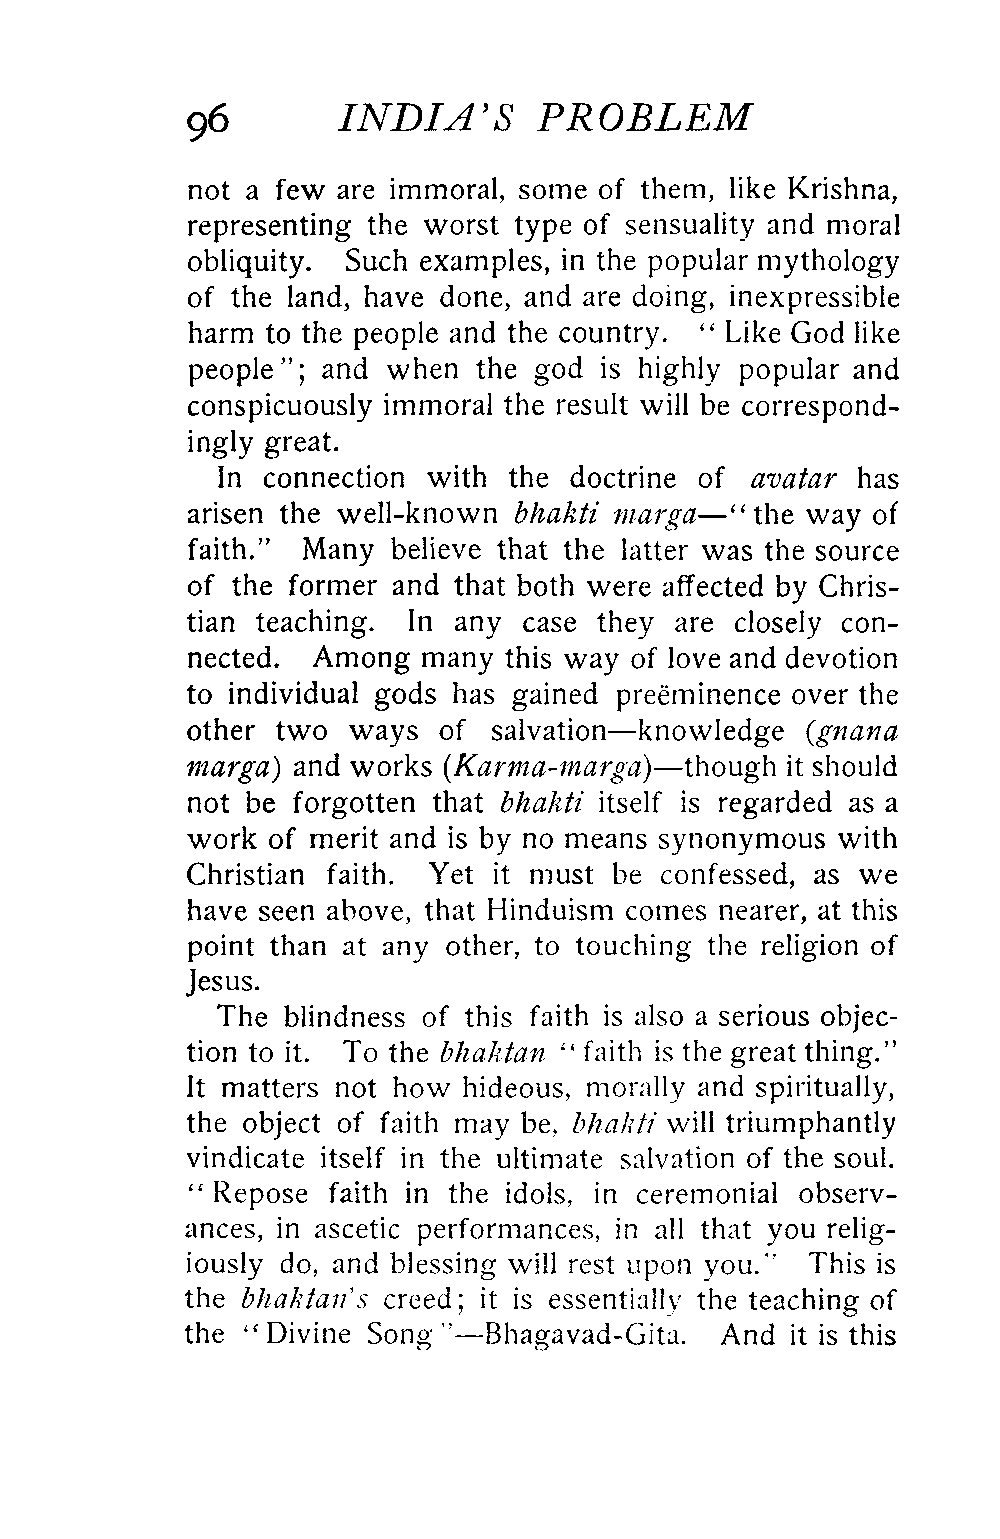 96 INDIA'S PROBLEM
not a few are immoral, some of them, like Krishna,
representing the worst type of sensuality and moral
obliquity. Such examples, in the popular mythology
of the land, have done, and are doing, inexpressible
harm to the people and the country. “ Like God like
people”; and when the god is highly popular and
conspicuously immoral the result will be correspond-
ingly great.
In connection with the doctrine of avatar has
arisen the well-known bhakti marga—“the way of
faith.” Many believe that the latter was the source
of the former and that both were affected by Chris-
tian teaching. In any case they are closely con-
nected. Among many this way of love and devotion
to individual gods has gained preëminence over the
other two ways of salvation—knowledge (gnana
marga) and works (Karma-marga)—though it should
not be forgotten that bhakti itself is regarded as a
work of merit and is by no means synonymous with
Christian faith. Yet it must be confessed, as we
have seen above, that Hinduism comes nearer, at this
point than at any other, to touching the religion of
Jesus.
The blindness of this faith is also a serious objec-
tion to it. To the bhaktan “faith is the great thing.”
It matters not how hideous, morally and spiritually,
the object of faith may be, bhakti will triumphantly
vindicate itself in the ultimate salvation of the soul.
“Repose faith in the idols, in ceremonial observ-
ances, in ascetic performances, in all that you relig-
iously do, and blessing will rest upon you.” This is
the bhaktan's creed; it is essentially the teaching of
the “Divine Song”—Bhagavad-Gita. And it is this